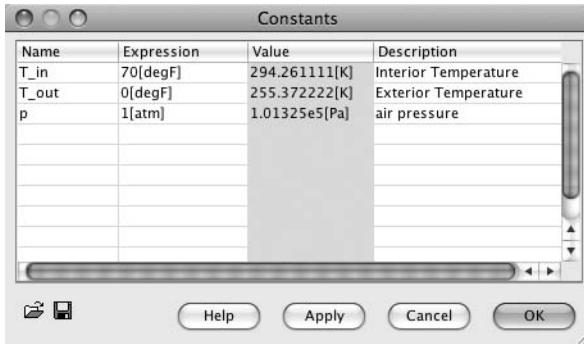 Constants
Name Expression Value Description
T_in 70[degF] 294.261111[K] Interior Temperature
T_out 0[degF] 255.372222[K] Exterior Temperature
p 1[atm] 1.01325e5[Pa] air pressure
Help Apply Cancel OK